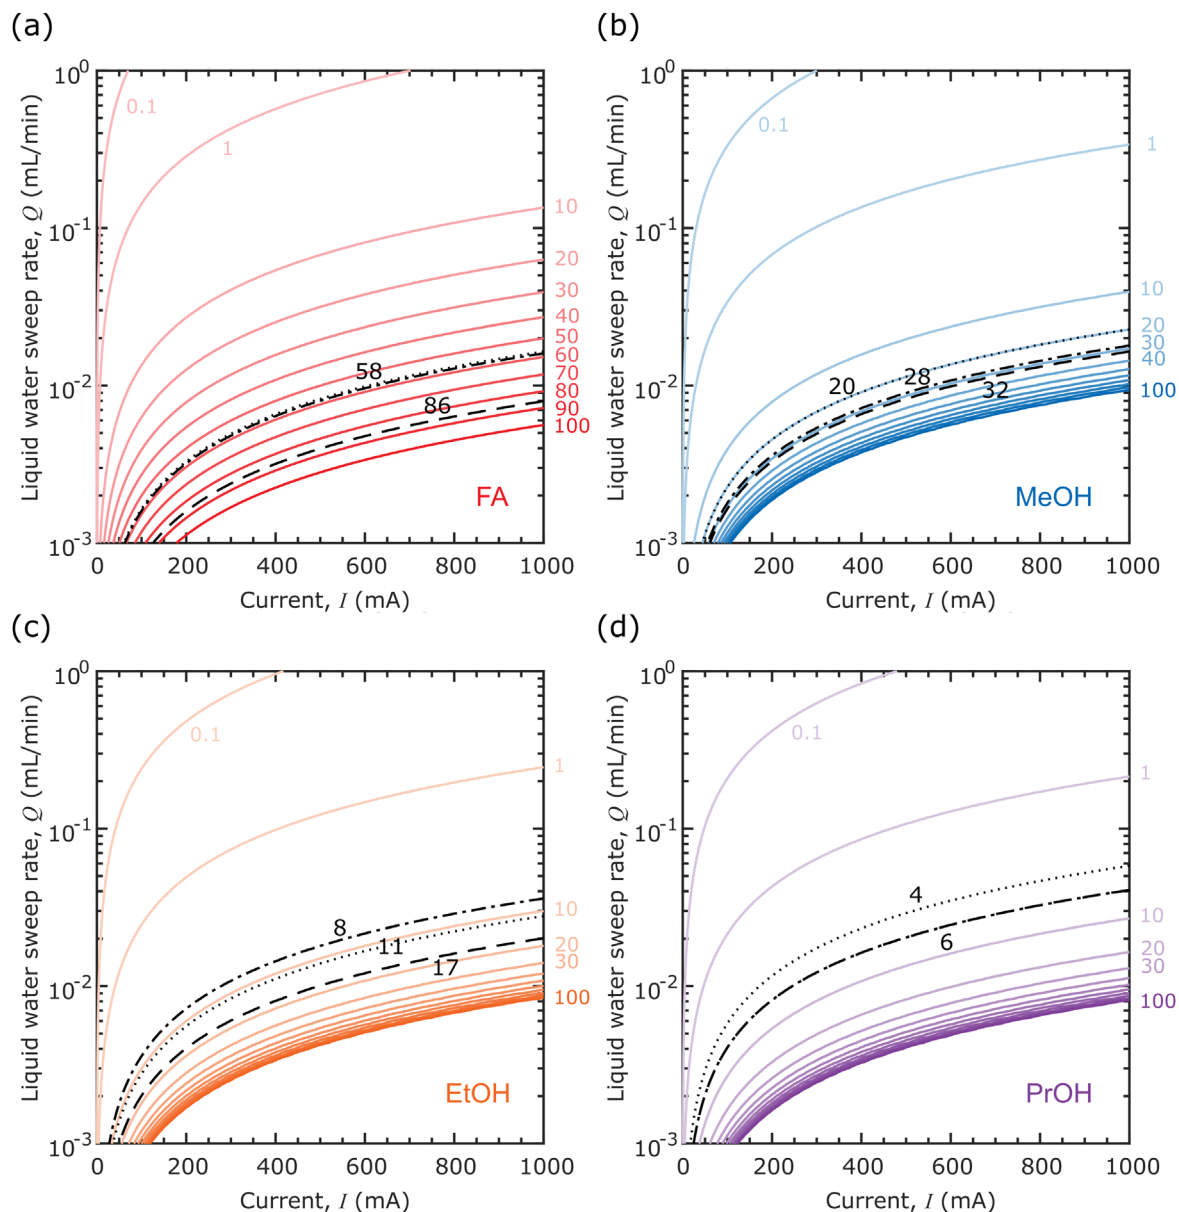 (a)
Liquid water sweep rate, Q (mL/min)
10^0
10^-1
10^-2
10^-3
0.1
1
10
20
30
40
50
60
70
80
90
100
58
86
FA
0 200 400 600 800 1000
Current, I (mA)
(b)
Liquid water sweep rate, Q (mL/min)
10^0
10^-1
10^-2
10^-3
0.1
1
10
20
30
40
100
20
28
32
MeOH
0 200 400 600 800 1000
Current, I (mA)
(c)
Liquid water sweep rate, Q (mL/min)
10^0
10^-1
10^-2
10^-3
0.1
1
10
20
30
100
8
11
17
EtOH
0 200 400 600 800 1000
Current, I (mA)
(d)
Liquid water sweep rate, Q (mL/min)
10^0
10^-1
10^-2
10^-3
0.1
1
10
20
30
100
4
6
PrOH
0 200 400 600 800 1000
Current, I (mA)